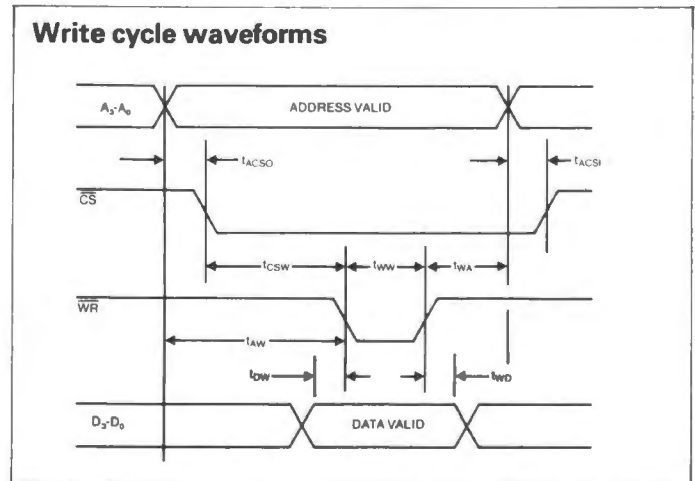 Write cycle waveforms
A₃-A₀ ADDRESS VALID
tACSO tACSI
CS
tCSW tWW tWA
WR
tAW
tDW tWD
D₃-D₀ DATA VALID